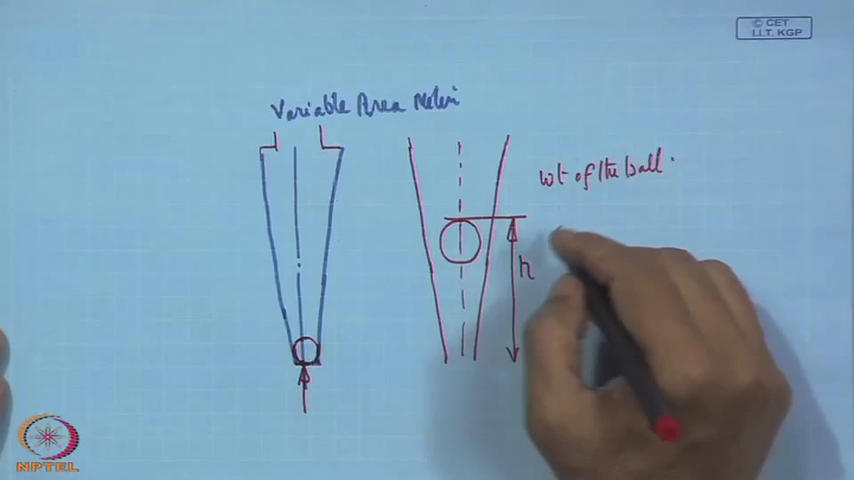 © CET
I.I.T. KGP
Variable Area Meter
wt of the ball.
h
NPTEL